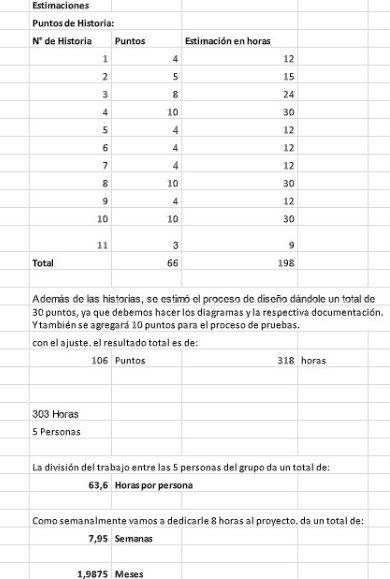 Estimaciones
Puntos de Historia:
N° de Historia Puntos Estimación en horas
1 4 12
2 5 15
3 8 24
4 10 30
5 4 12
6 4 12
7 4 12
8 10 30
9 4 12
10 10 30
11 3 9
Total 66 198
Además de las historias, se estimó el proceso de diseño dándole un total de
30 puntos, ya que debemos hacer los diagramas y la respectiva documentación.
Y también se agregará 10 puntos para el proceso de pruebas.
con el ajuste, el resultado total es de:
106 Puntos 318 horas
303 Horas
5 Personas
La división del trabajo entre las 5 personas del grupo da un total de:
63,6 Horas por persona
Como semanalmente vamos a dedicarle 8 horas al proyecto, da un total de:
7,95 Semanas
1,9875 Meses